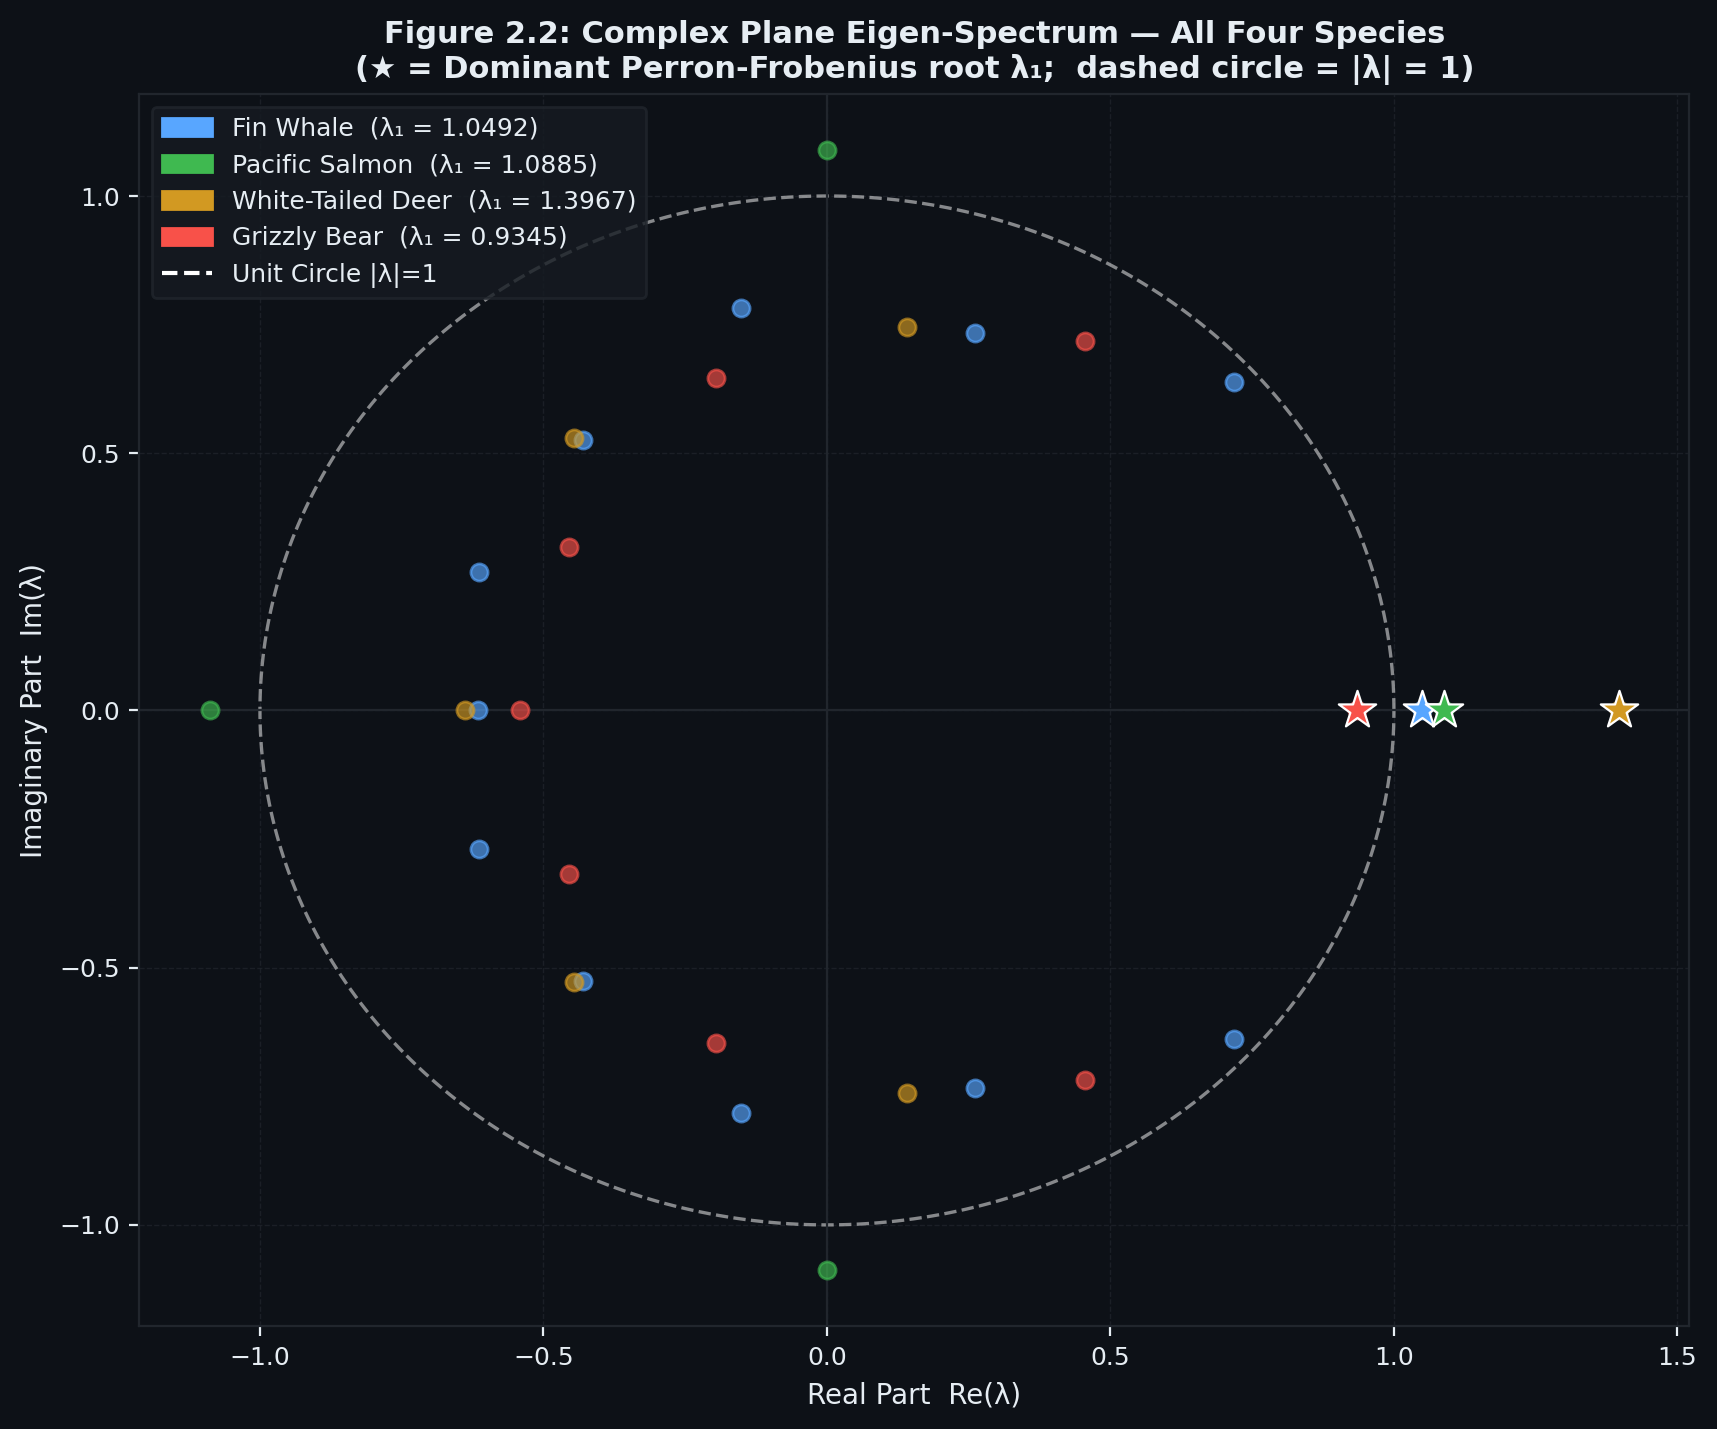 Figure 2.2: Complex Plane Eigen-Spectrum — All Four Species
(★ = Dominant Perron-Frobenius root λ₁;  dashed circle = |λ| = 1)
Fin Whale  (λ₁ = 1.0492)
Pacific Salmon  (λ₁ = 1.0885)
White-Tailed Deer  (λ₁ = 1.3967)
Grizzly Bear  (λ₁ = 0.9345)
Unit Circle |λ|=1
Imaginary Part  Im(λ)
1.0
0.5
0.0
−0.5
−1.0
−1.0
−0.5
0.0
0.5
1.0
1.5
Real Part  Re(λ)